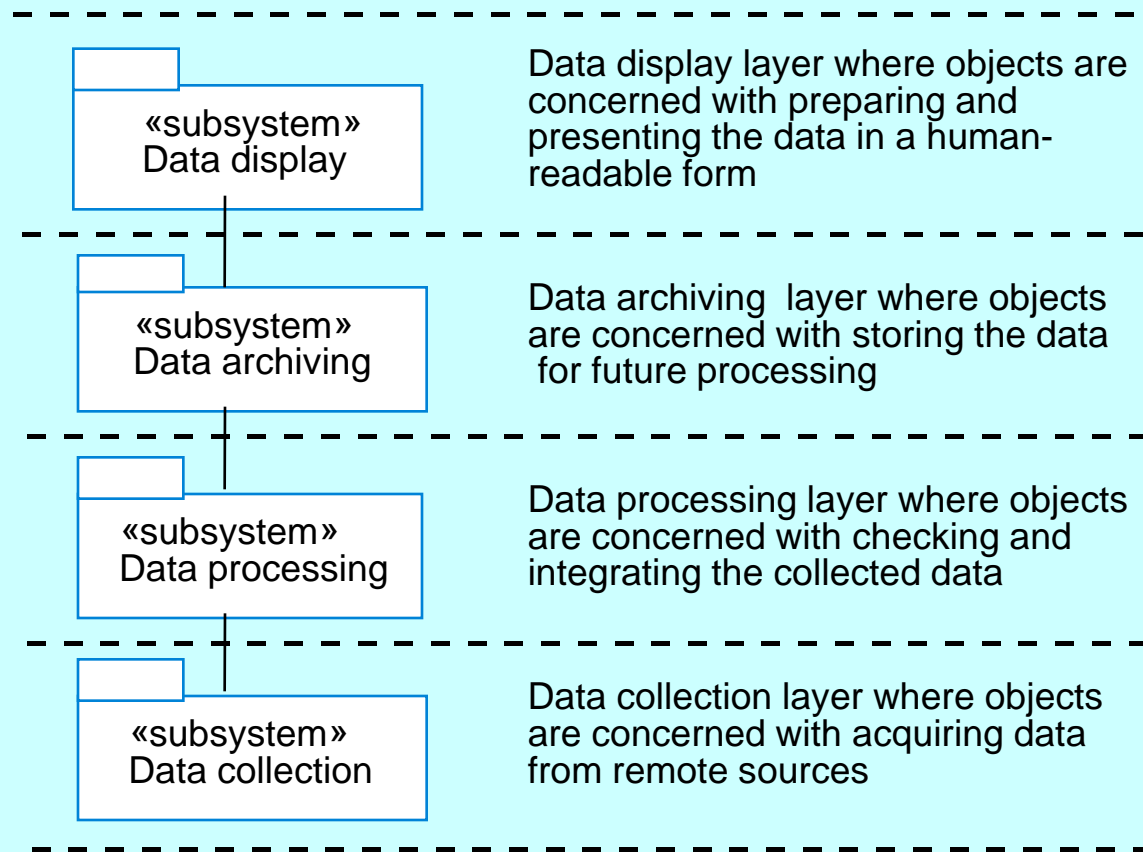 «subsystem»
Data display
Data display layer where objects are
concerned with preparing and
presenting the data in a human-
readable form
«subsystem»
Data archiving
Data archiving  layer where objects
are concerned with storing the data
for future processing
«subsystem»
Data processing
Data processing layer where objects
are concerned with checking and
integrating the collected data
«subsystem»
Data collection
Data collection layer where objects
are concerned with acquiring data
from remote sources